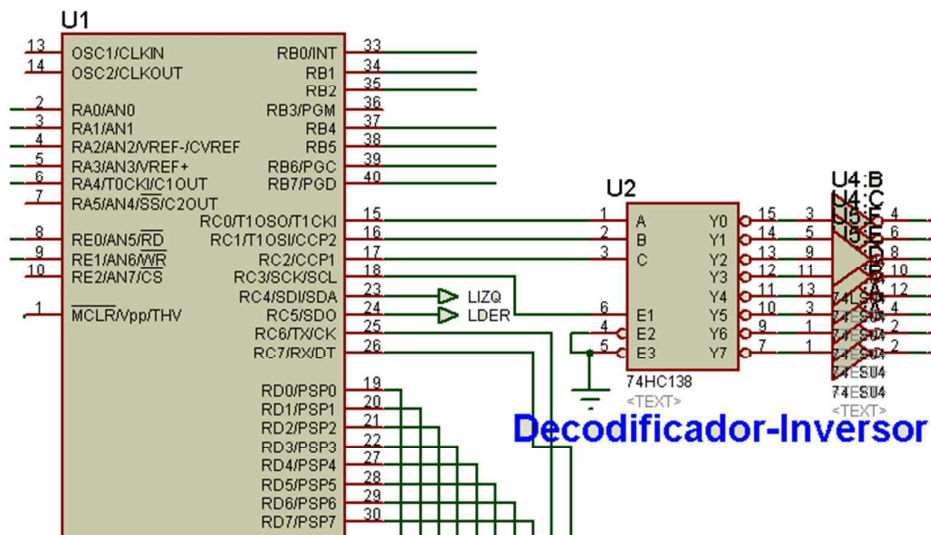 U1
13 OSC1/CLKIN RB0/INT 33
14 OSC2/CLKOUT RB1 34
RB2 35
2 RA0/AN0 RB3/PGM 36
3 RA1/AN1 RB4 37
4 RA2/AN2/VREF-/CVREF RB5 38
5 RA3/AN3/VREF+ RB6/PGC 39
6 RA4/T0CKI/C1OUT RB7/PGD 40
7 RA5/AN4/SS/C2OUT
RC0/T1OSO/T1CKI 15
8 RE0/AN5/RD RC1/T1OSI/CCP2 16
9 RE1/AN6/WR RC2/CCP1 17
10 RE2/AN7/CS RC3/SCK/SCL 18
RC4/SDI/SDA 23 LIZQ
1 MCLR/Vpp/THV RC5/SDO 24 LDER
RC6/TX/CK 25
RC7/RX/DT 26
RD0/PSP0 19
RD1/PSP1 20
RD2/PSP2 21
RD3/PSP3 22
RD4/PSP4 27
RD5/PSP5 28
RD6/PSP6 29
RD7/PSP7 30
U2
1 A Y0 15
2 B Y1 14
3 C Y2 13
Y3 12
Y4 11
6 E1 Y5 10
4 E2 Y6 9
5 E3 Y7 7
74HC138
<TEXT>
U4:B
U4:C
3 4
5 6
9 8
11 10
13 12
3 4
1 2
1 2
<TEXT>
Decodificador-Inversor